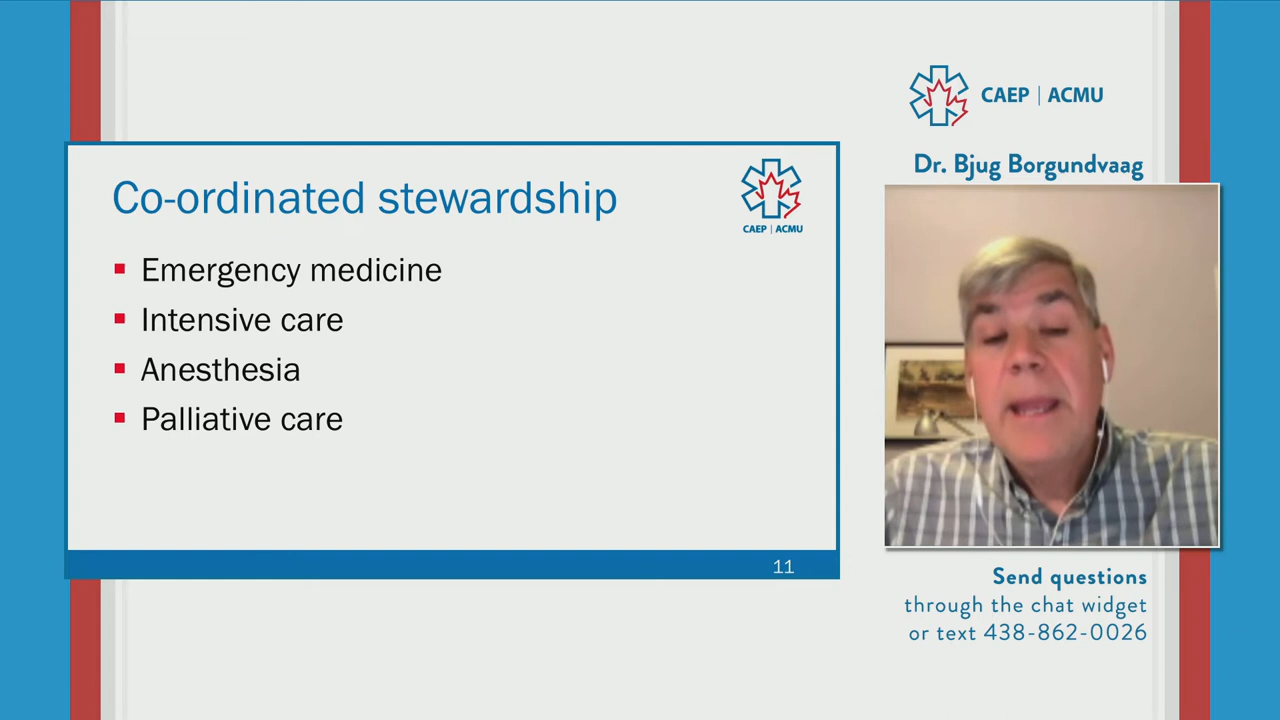 Co-ordinated stewardship
CAEP | ACMU
Emergency medicine
Intensive care
Anesthesia
Palliative care
11
CAEP | ACMU
Dr. Bjug Borgundvaag
Send questions
through the chat widget
or text 438-862-0026